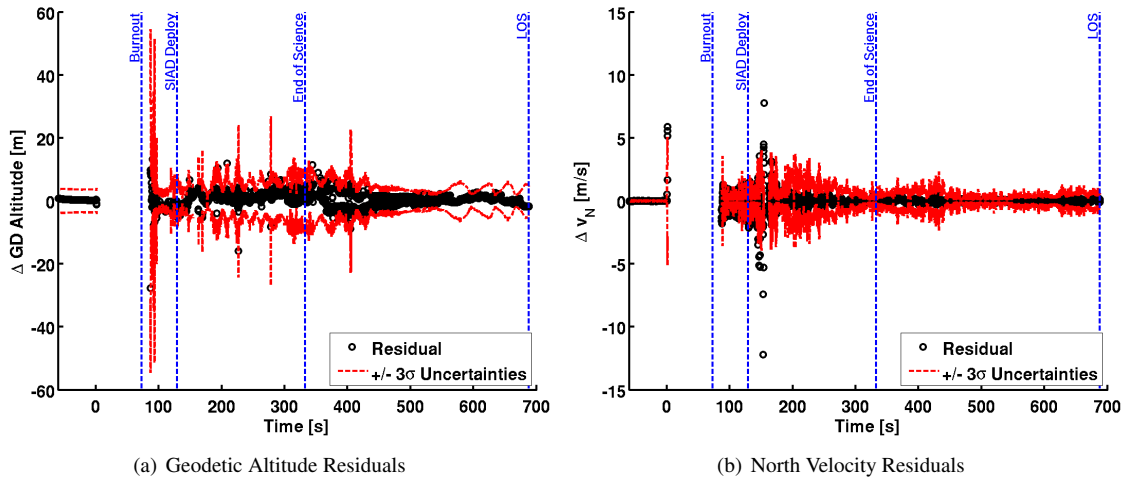 60
40
20
0
-20
-40
-60
Δ GD Altitutde [m]
Burnout
SIAD Deploy
End of Science
LOS
Residual
+/- 3σ Uncertainties
0 100 200 300 400 500 600 700
Time [s]
(a) Geodetic Altitude Residuals
15
10
5
0
-5
-10
-15
Δ v_N [m/s]
Burnout
SIAD Deploy
End of Science
LOS
Residual
+/- 3σ Uncertainties
0 100 200 300 400 500 600 700
Time [s]
(b) North Velocity Residuals